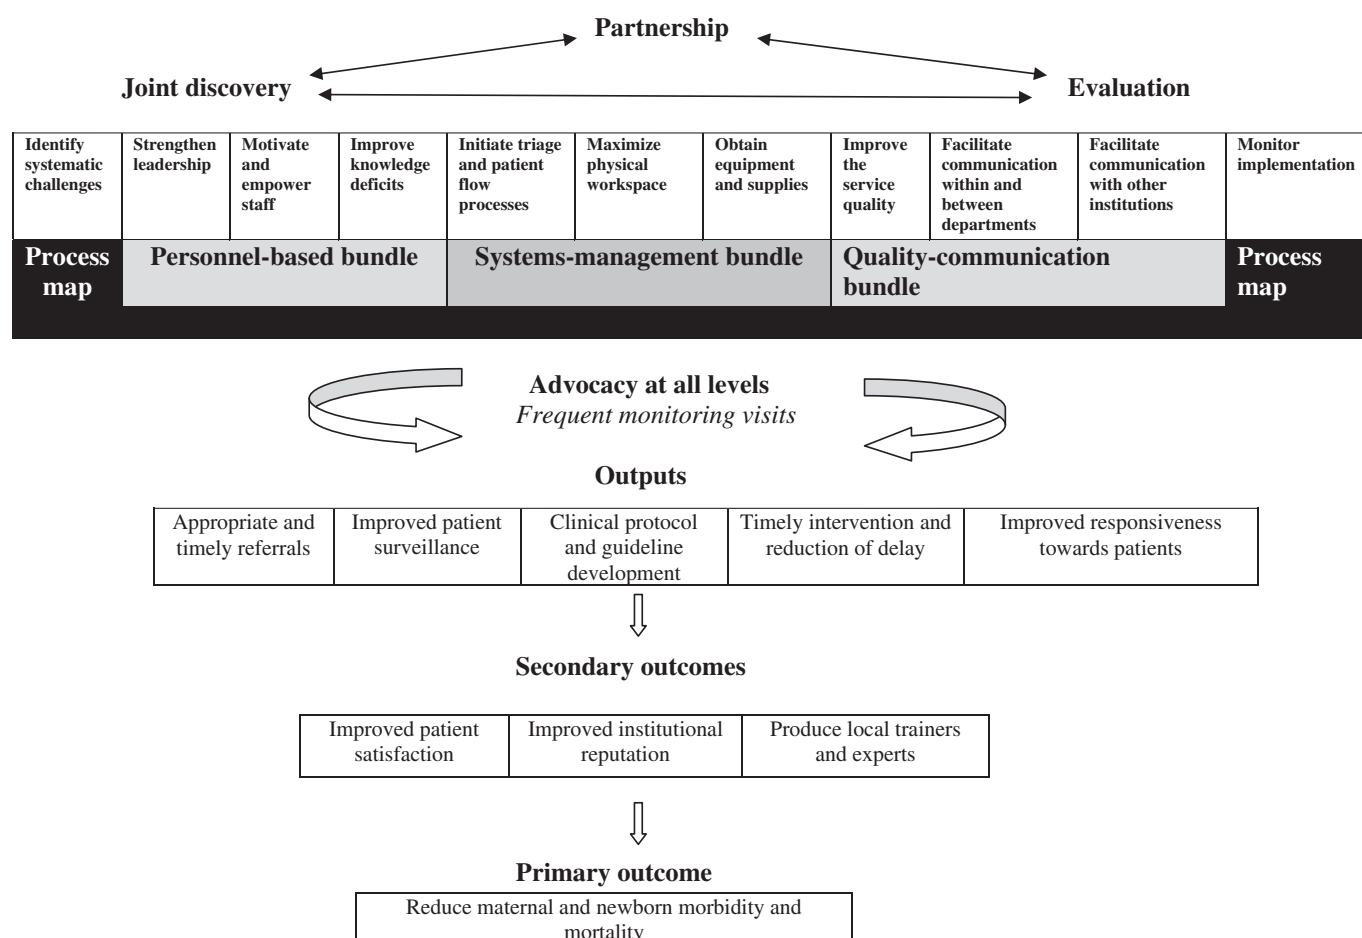 Partnership
Joint discovery
Evaluation
Identify
systematic
challenges
Strengthen
leadership
Motivate
and
empower
staff
Improve
knowledge
deficits
Initiate triage
and patient
flow
processes
Maximize
physical
workspace
Obtain
equipment
and supplies
Improve
the
service
quality
Facilitate
communication
within and
between
departments
Facilitate
communication
with other
institutions
Monitor
implementation
Process
map
Personnel-based bundle
Systems-management bundle
Quality-communication
bundle
Process
map
Advocacy at all levels
Frequent monitoring visits
Outputs
Appropriate and
timely referrals
Improved patient
surveillance
Clinical protocol
and guideline
development
Timely intervention and
reduction of delay
Improved responsiveness
towards patients
Secondary outcomes
Improved patient
satisfaction
Improved institutional
reputation
Produce local trainers
and experts
Primary outcome
Reduce maternal and newborn morbidity and
mortality